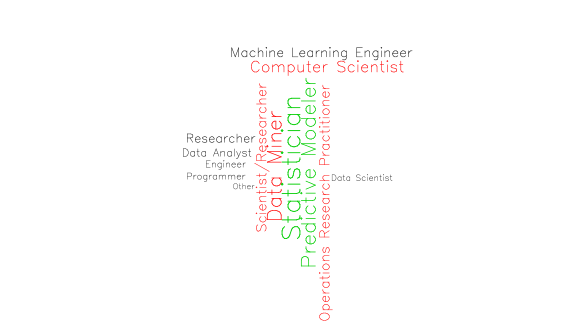 Machine Learning Engineer
Computer Scientist
Researcher
Data Analyst
Engineer
Programmer
Other
Scientist/Researcher
Data Miner
Statistician
Predictive Modeler
Operations Research Practitioner
Data Scientist